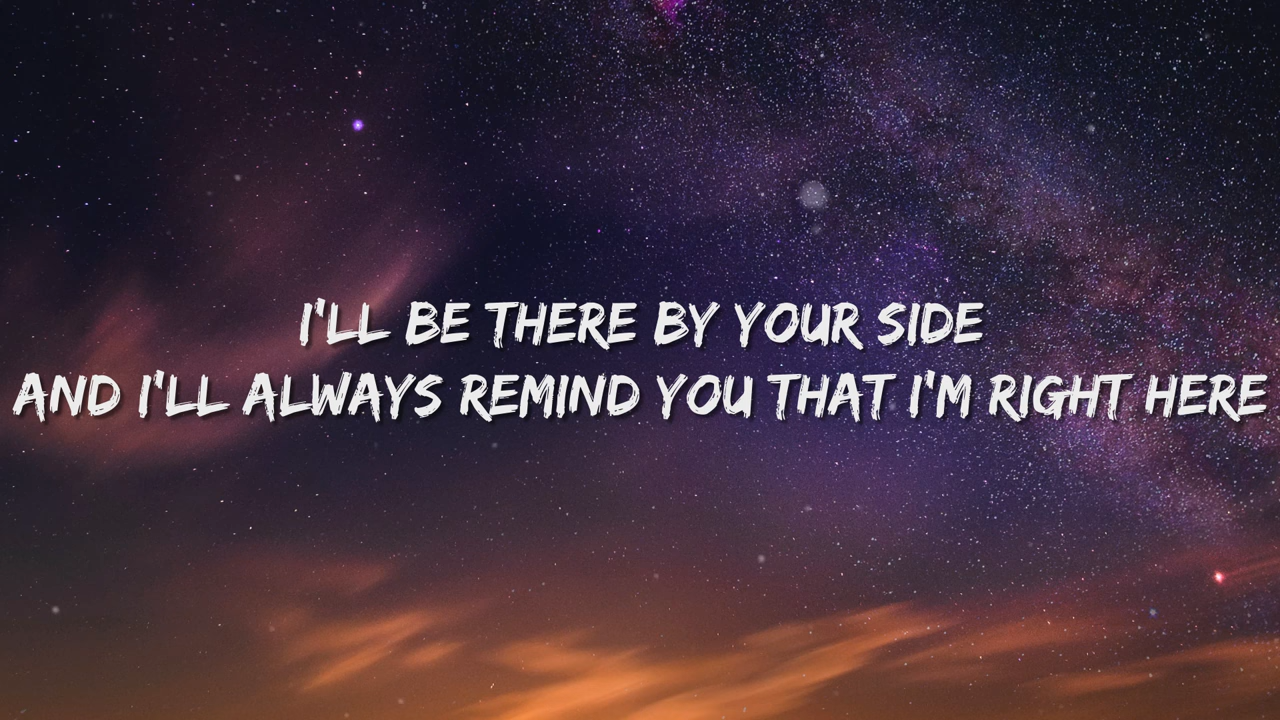 I'LL BE THERE BY YOUR SIDE
AND I'LL ALWAYS REMIND YOU THAT I'M RIGHT HERE